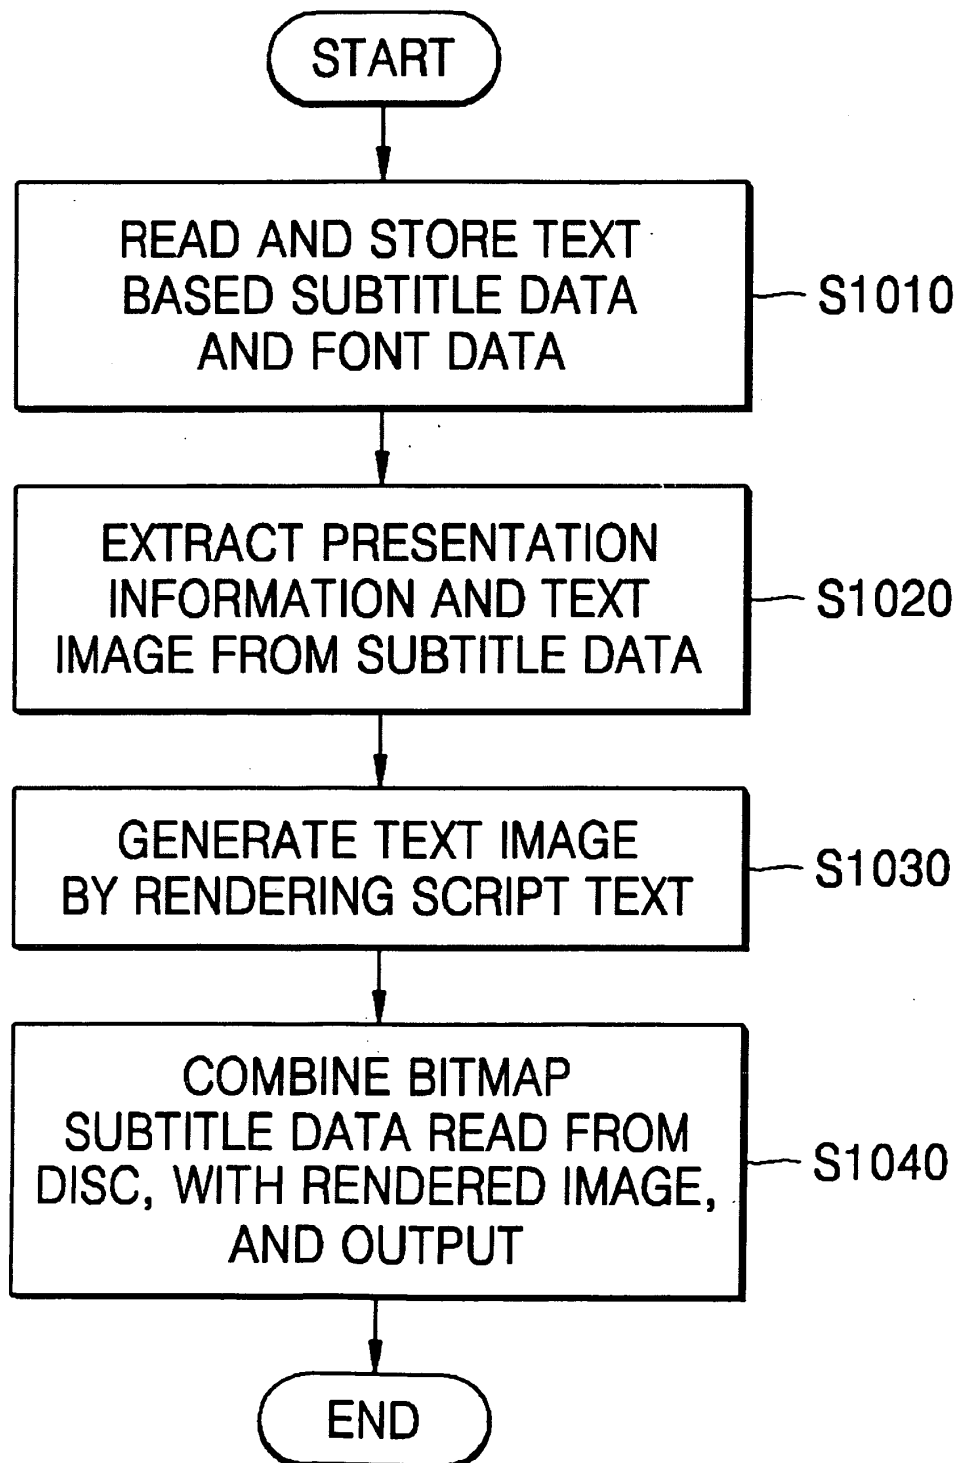 START
READ AND STORE TEXT
BASED SUBTITLE DATA
AND FONT DATA
S1010
EXTRACT PRESENTATION
INFORMATION AND TEXT
IMAGE FROM SUBTITLE DATA
S1020
GENERATE TEXT IMAGE
BY RENDERING SCRIPT TEXT
S1030
COMBINE BITMAP
SUBTITLE DATA READ FROM
DISC, WITH RENDERED IMAGE,
AND OUTPUT
S1040
END